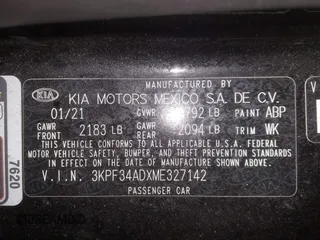 MANUFACTURED BY
KIA KIA MOTORS MEXICO S.A. DE C.V.
01/21 GVWR 792 LB PAINT ABP
GAWR FRONT 2183 LB GAWR REAR 2094 LB TRIM WK
THIS VEHICLE CONFORMS TO ALL APPLICABLE FEDERAL
MOTOR VEHICLE SAFETY, BUMPER, AND THEFT PREVENTION STANDARDS
IN EFFECT ON THE DATE OF MANUFACTURE SHOWN ABOVE.
V.I.N. 3KPF34ADXME327142
PASSENGER CAR
7620
V